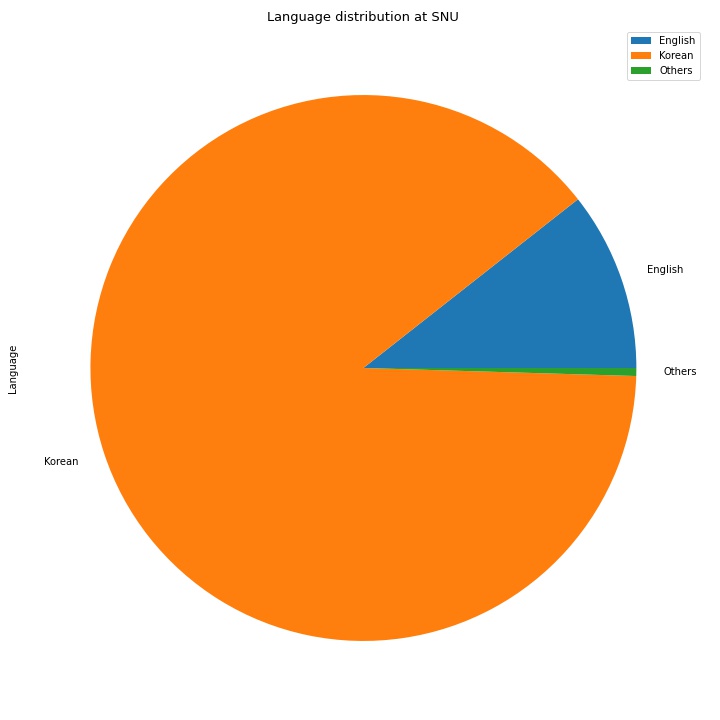 Language distribution at SNU
English
Korean
Others
English
Others
Language
Korean